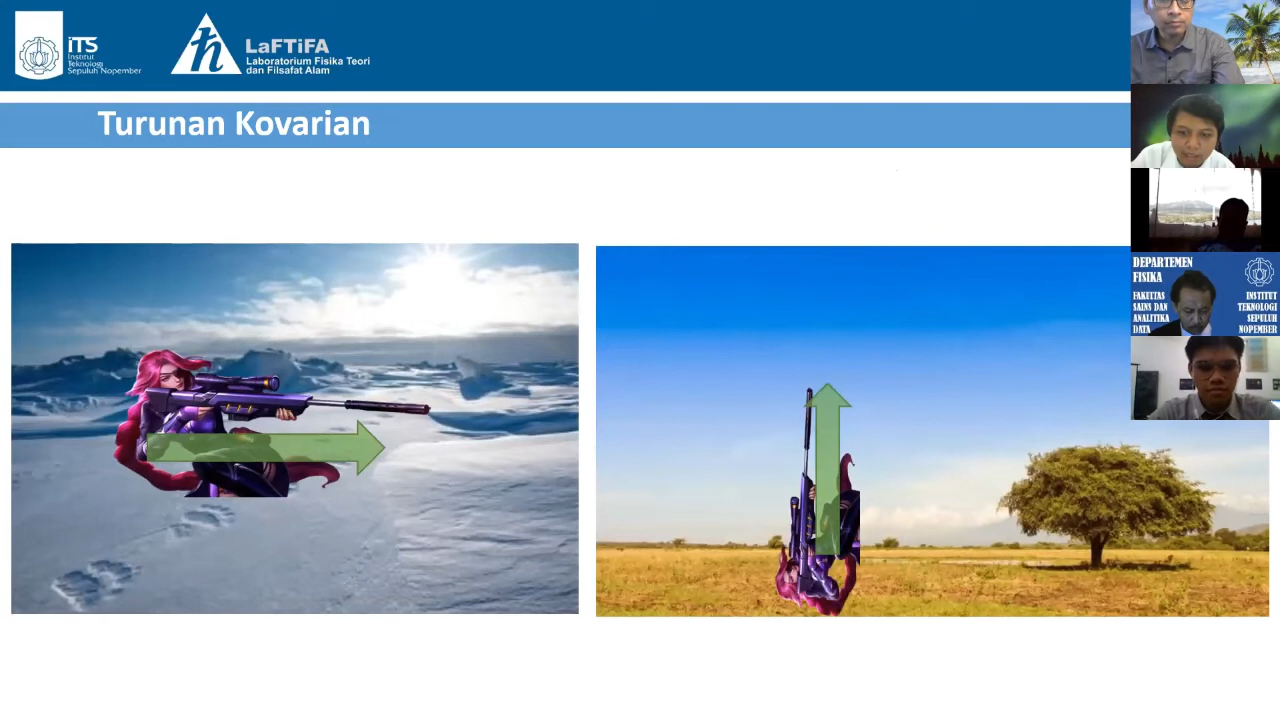 iTS
Institut
Teknologi
Sepuluh Nopember
ℏ
LaFTiFA
Laboratorium Fisika Teori
dan Filsafat Alam
Turunan Kovarian
DEPARTEMEN
FISIKA
FAKULTAS
SAINS DAN
ANALITIKA
DATA
INSTITUT
TEKNOLOGI
SEPULUH
NOPEMBER